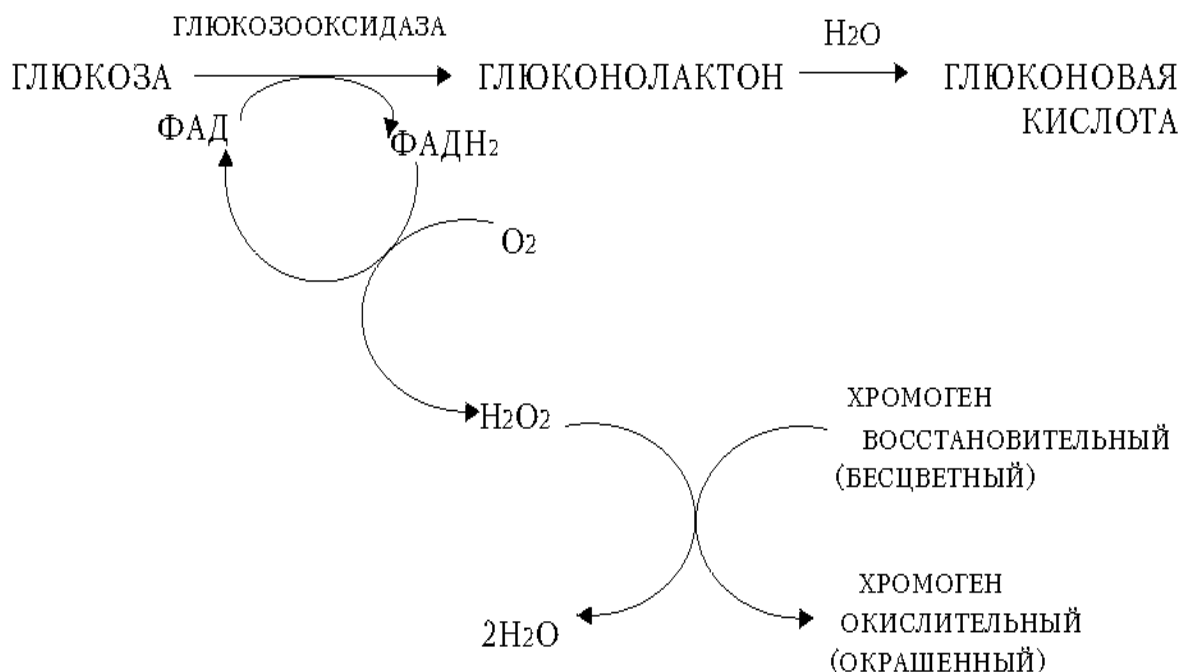 ГЛЮКОЗООКСИДАЗА
H2O
ГЛЮКОЗА
ГЛЮКОНОЛАКТОН
ГЛЮКОНОВАЯ
КИСЛОТА
ФАД
ФАДН2
O2
H2O2
ХРОМОГЕН
ВОССТАНОВИТЕЛЬНЫЙ
(БЕСЦВЕТНЫЙ)
2H2O
ХРОМОГЕН
ОКИСЛИТЕЛЬНЫЙ
(ОКРАШЕННЫЙ)